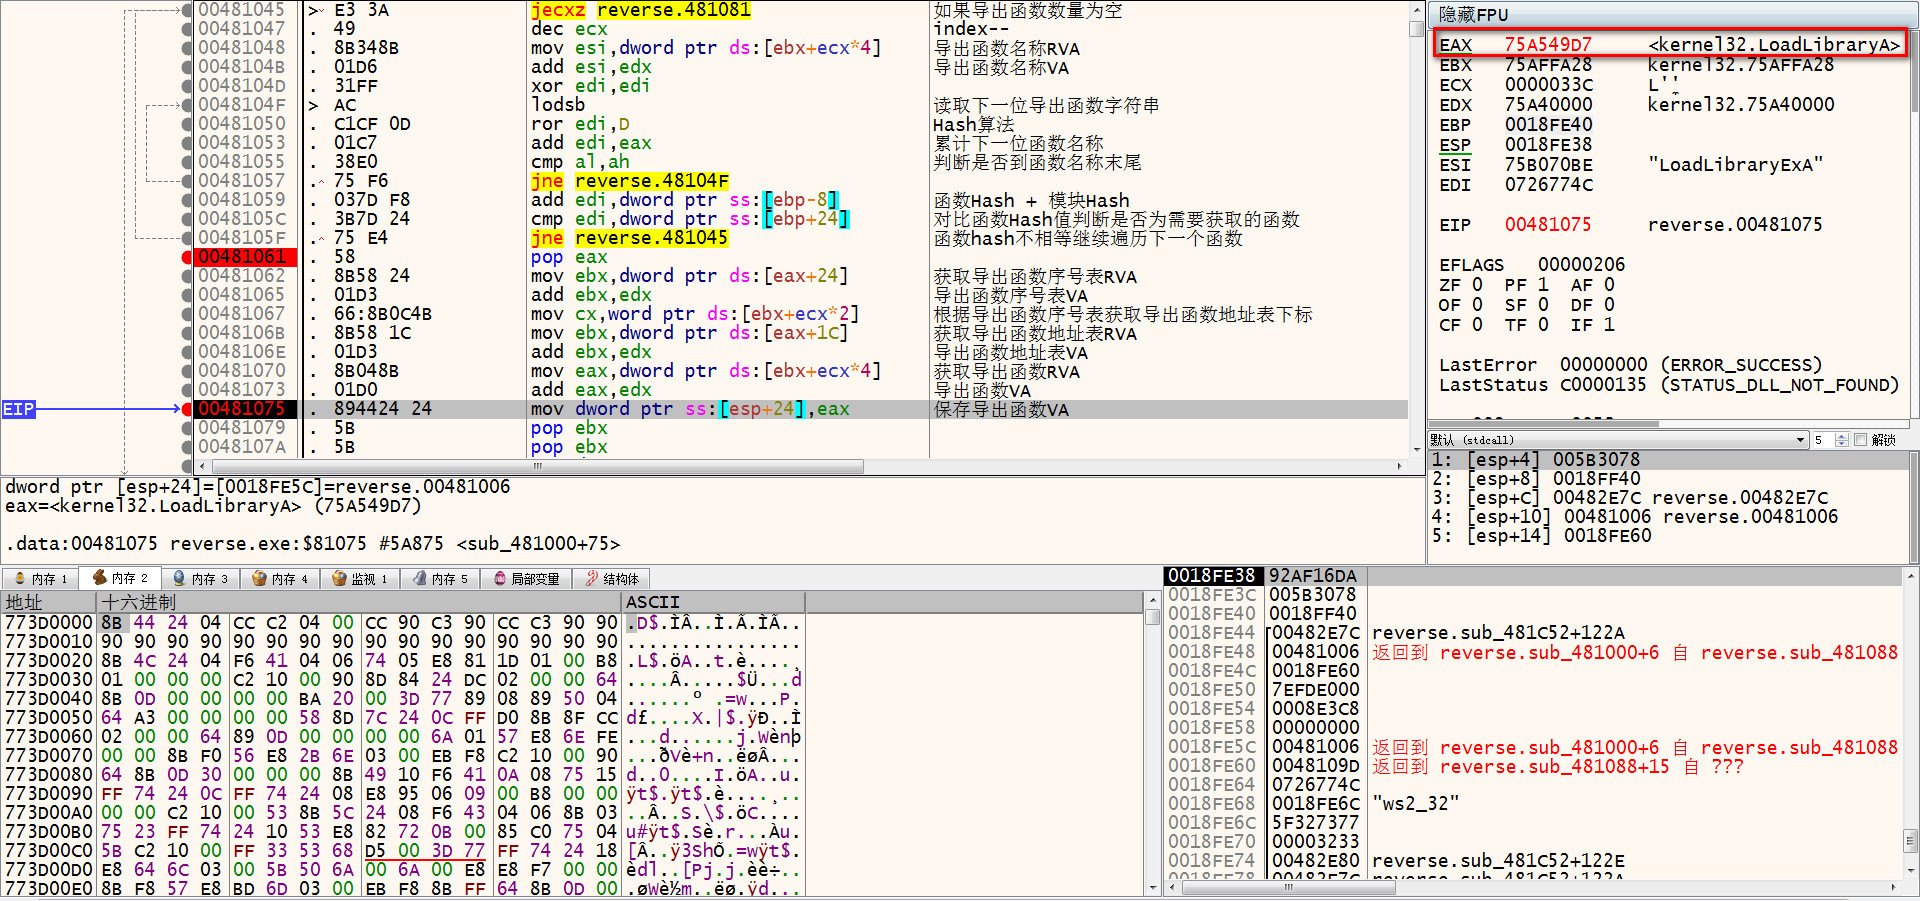 00481045 > E3 3A jecxz reverse.481081 如果导出函数数量为空
00481047 . 49 dec ecx index--
00481048 . 8B348B mov esi,dword ptr ds:[ebx+ecx*4] 导出函数名称RVA
0048104B . 01D6 add esi,edx 导出函数名称VA
0048104D . 31FF xor edi,edi
0048104F > AC lodsb 读取下一位导出函数字符串
00481050 . C1CF 0D ror edi,D Hash算法
00481053 . 01C7 add edi,eax 累计下一位函数名称
00481055 . 38E0 cmp al,ah 判断是否到函数名称末尾
00481057 . 75 F6 jne reverse.48104F
00481059 . 037D F8 add edi,dword ptr ss:[ebp-8] 函数Hash + 模块Hash
0048105C . 3B7D 24 cmp edi,dword ptr ss:[ebp+24] 对比函数Hash值判断是否为需要获取的函数
0048105F . 75 E4 jne reverse.481045 函数hash不相等继续遍历下一个函数
00481061 . 58 pop eax
00481062 . 8B58 24 mov ebx,dword ptr ds:[eax+24] 获取导出函数序号表RVA
00481065 . 01D3 add ebx,edx 导出函数序号表VA
00481067 . 66:8B0C4B mov cx,word ptr ds:[ebx+ecx*2] 根据导出函数序号表获取导出函数地址表下标
0048106B . 8B58 1C mov ebx,dword ptr ds:[eax+1C] 获取导出函数地址表RVA
0048106E . 01D3 add ebx,edx 导出函数地址表VA
00481070 . 8B048B mov eax,dword ptr ds:[ebx+ecx*4] 获取导出函数RVA
00481073 . 01D0 add eax,edx 导出函数VA
EIP 00481075 . 894424 24 mov dword ptr ss:[esp+24],eax 保存导出函数VA
00481079 . 5B pop ebx
0048107A . 5B pop ebx
隐藏FPU
EAX 75A549D7 <kernel32.LoadLibraryA>
EBX 75AFFA28 kernel32.75AFFA28
ECX 0000033C L''
EDX 75A40000 kernel32.75A40000
EBP 0018FE40
ESP 0018FE38
ESI 75B070BE "LoadLibraryExA"
EDI 0726774C
EIP 00481075 reverse.00481075
EFLAGS 00000206
ZF 0 PF 1 AF 0
OF 0 SF 0 DF 0
CF 0 TF 0 IF 1
LastError 00000000 (ERROR_SUCCESS)
LastStatus C0000135 (STATUS_DLL_NOT_FOUND)
默认 (stdcall) 5 解锁
1: [esp+4] 005B3078
2: [esp+8] 0018FF40
3: [esp+C] 00482E7C reverse.00482E7C
4: [esp+10] 00481006 reverse.00481006
5: [esp+14] 0018FE60
dword ptr [esp+24]=[0018FE5C]=reverse.00481006
eax=<kernel32.LoadLibraryA> (75A549D7)
.data:00481075 reverse.exe:$81075 #5A875 <sub_481000+75>
内存 1 内存 2 内存 3 内存 4 监视 1 内存 5 局部变量 结构体
地址 十六进制 ASCII
773D0000 8B 44 24 04 CC C2 04 00 CC 90 C3 90 CC C3 90 90 .D$.ÌÂ..Ì.Ã.ÌÃ..
773D0010 90 90 90 90 90 90 90 90 90 90 90 90 90 90 90 90 ................
773D0020 8B 4C 24 04 F6 41 04 06 74 05 E8 81 1D 01 00 B8 .L$.öA..t.è....¸
773D0030 01 00 00 00 C2 10 00 90 8D 84 24 DC 02 00 00 64 ....Â.....$Ü...d
773D0040 8B 0D 00 00 00 00 BA 20 00 3D 77 89 08 89 50 04 ......º .=w...P.
773D0050 64 A3 00 00 00 00 58 8D 7C 24 0C FF D0 8B 8F CC d£....X.|$.ÿÐ..Ì
773D0060 02 00 00 64 89 0D 00 00 00 00 6A 01 57 E8 6E FE ...d......j.Wènþ
773D0070 00 00 8B F0 56 E8 2B 6E 03 00 EB F8 C2 10 00 90 ...ðVè+n..ëøÂ...
773D0080 64 8B 0D 30 00 00 00 8B 49 10 F6 41 0A 08 75 15 d..0....I.öA..u.
773D0090 FF 74 24 0C FF 74 24 08 E8 95 06 09 00 B8 00 00 ÿt$.ÿt$.è....¸..
773D00A0 00 00 C2 10 00 53 8B 5C 24 08 F6 43 04 06 8B 03 ..Â..S.\$.öC....
773D00B0 75 23 FF 74 24 10 53 E8 82 72 0B 00 85 C0 75 04 u#ÿt$.Sè.r...Àu.
773D00C0 5B C2 10 00 FF 33 53 68 D5 00 3D 77 FF 74 24 18 [Â..ÿ3ShÕ.=wÿt$.
773D00D0 E8 64 6C 03 00 5B 50 6A 00 6A 00 E8 E8 F7 00 00 èdl..[Pj.j.èè÷..
773D00E0 8B F8 57 E8 BD 6D 03 00 EB F8 8B FF 64 8B 0D 00 .øWè½m..ëø.ÿd...
0018FE38 92AF16DA
0018FE3C 005B3078
0018FE40 0018FF40
0018FE44 00482E7C reverse.sub_481C52+122A
0018FE48 00481006 返回到 reverse.sub_481000+6 自 reverse.sub_481088
0018FE4C 0018FE60
0018FE50 7EFDE000
0018FE54 0008E3C8
0018FE58 00000000
0018FE5C 00481006 返回到 reverse.sub_481000+6 自 reverse.sub_481088
0018FE60 0048109D 返回到 reverse.sub_481088+15 自 ???
0018FE64 0726774C
0018FE68 0018FE6C "ws2_32"
0018FE6C 5F327377
0018FE70 00003233
0018FE74 00482E80 reverse.sub_481C52+122E
0018FE78 00482E7C reverse.sub_481C52+122A